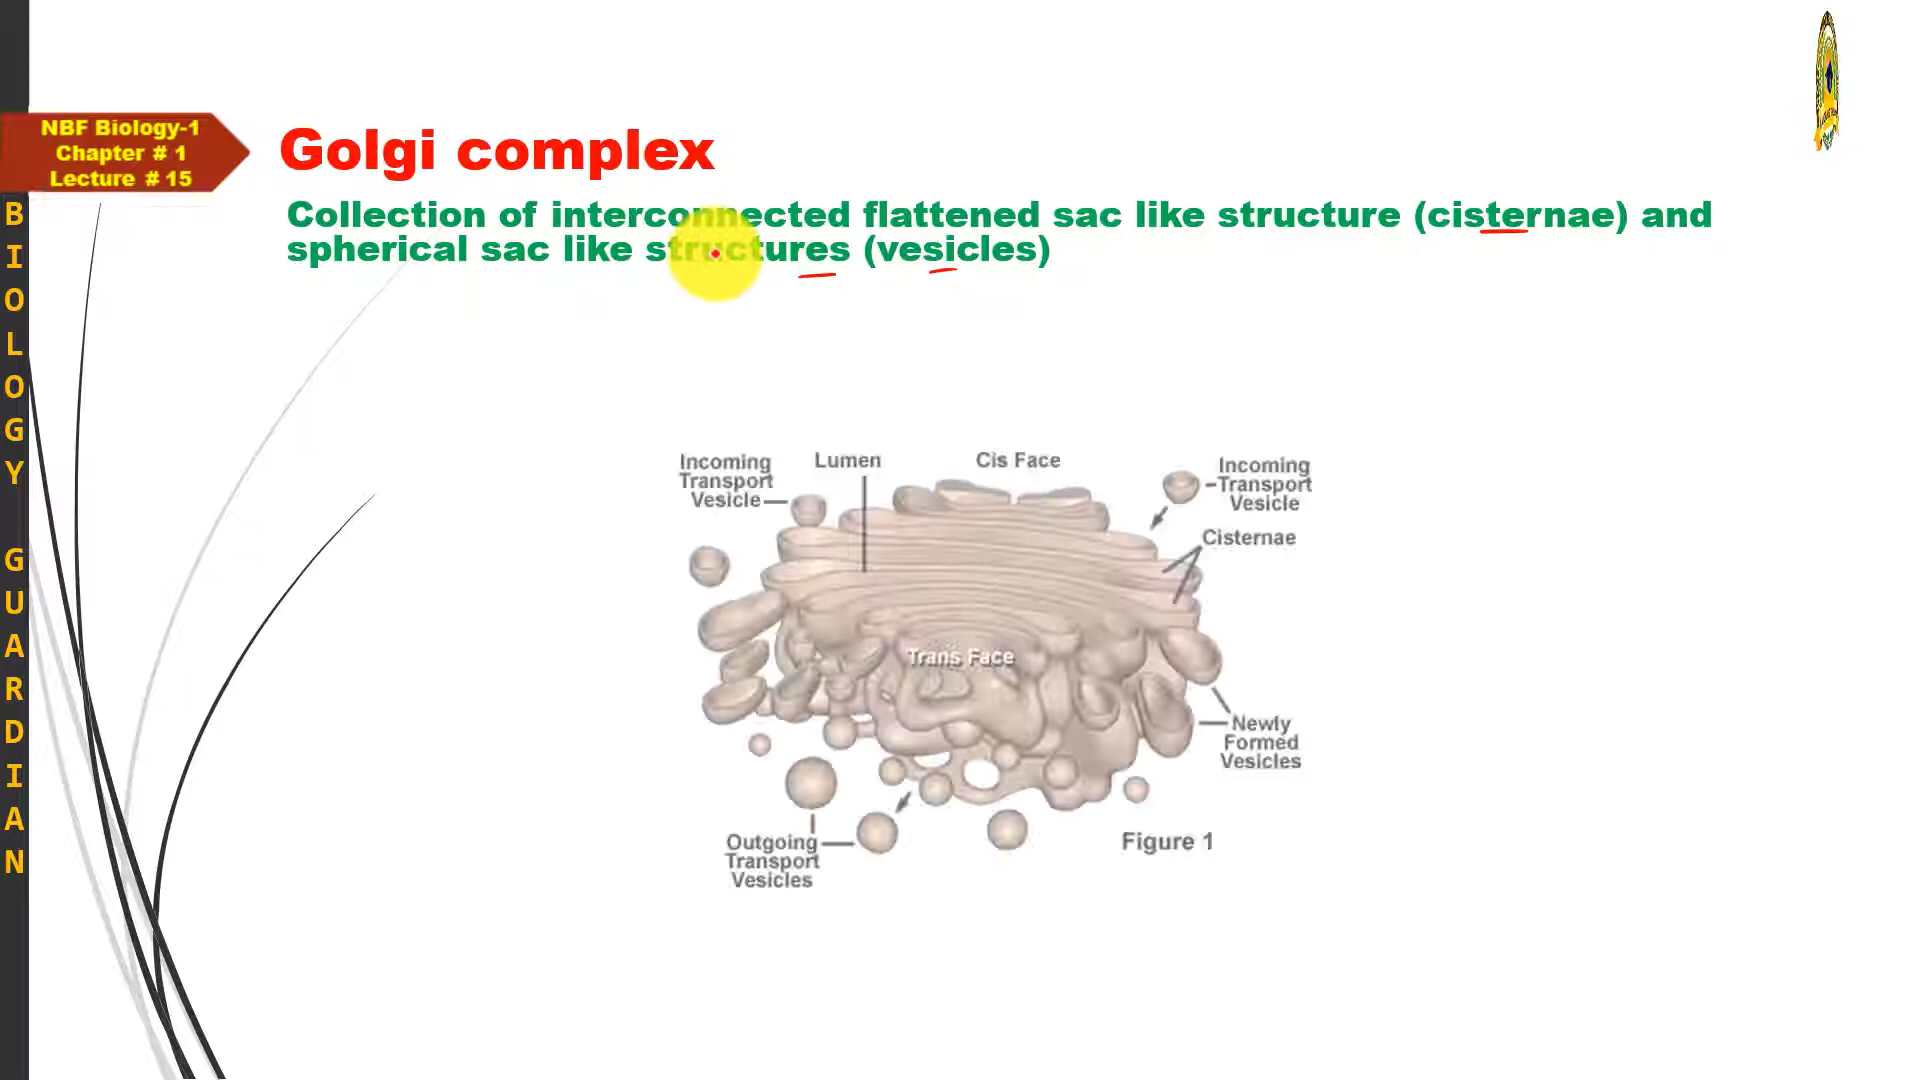 NBF Biology-1
Chapter # 1
Lecture # 15
Golgi complex
Collection of interconnected flattened sac like structure (cisternae) and
spherical sac like structures (vesicles)
BIOLOGY GUARDIAN
Incoming
Transport
Vesicle
Lumen
Cis Face
Incoming
Transport
Vesicle
Cisternae
Trans Face
Newly
Formed
Vesicles
Outgoing
Transport
Vesicles
Figure 1